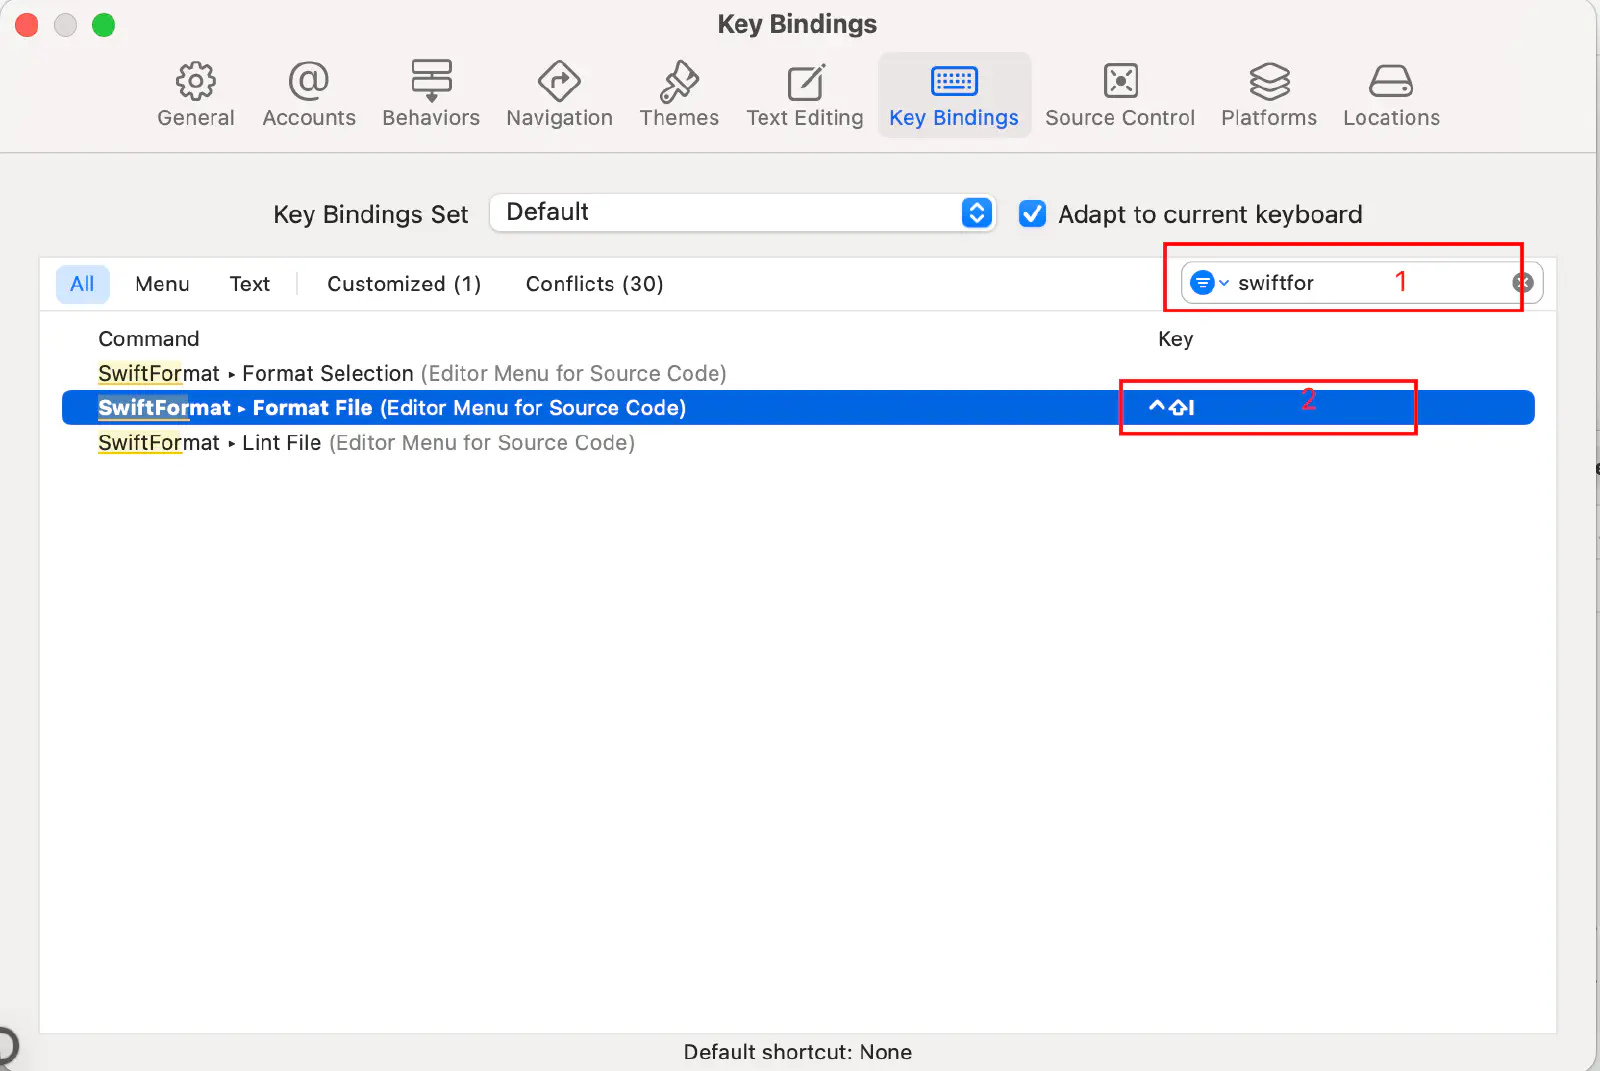 Key Bindings
General Accounts Behaviors Navigation Themes Text Editing Key Bindings Source Control Platforms Locations
Key Bindings Set Default Adapt to current keyboard
All Menu Text Customized (1) Conflicts (30) swiftfor 1
Command Key
SwiftFormat ▸ Format Selection (Editor Menu for Source Code)
SwiftFormat ▸ Format File (Editor Menu for Source Code) ^⇧I 2
SwiftFormat ▸ Lint File (Editor Menu for Source Code)
Default shortcut: None